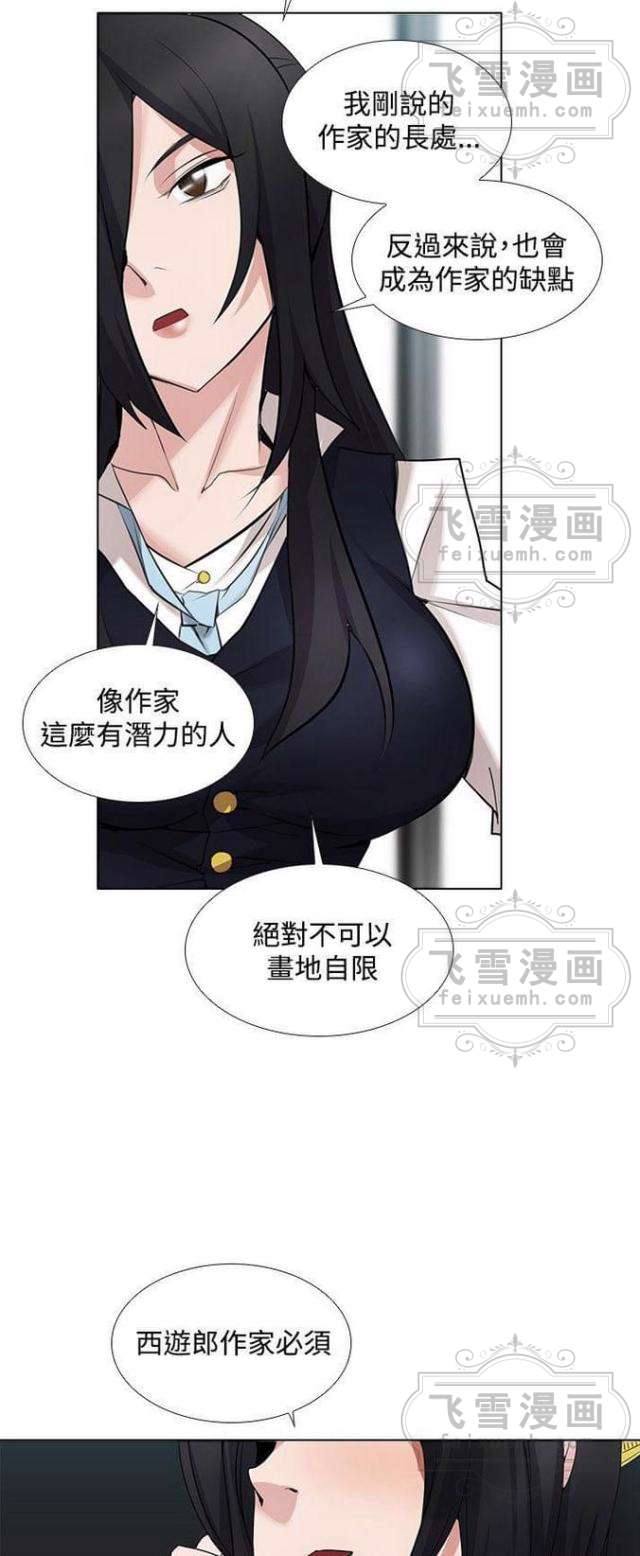 飞雪漫画
feixuemh.com
我剛說的
作家的長處...
反過來說，也會
成為作家的缺點
飞雪漫画
feixuemh.com
像作家
這麼有潛力的人
絕對不可以
畫地自限
飞雪漫画
feixuemh.com
西遊郎作家必須
飞雪漫画
feixuemh.com